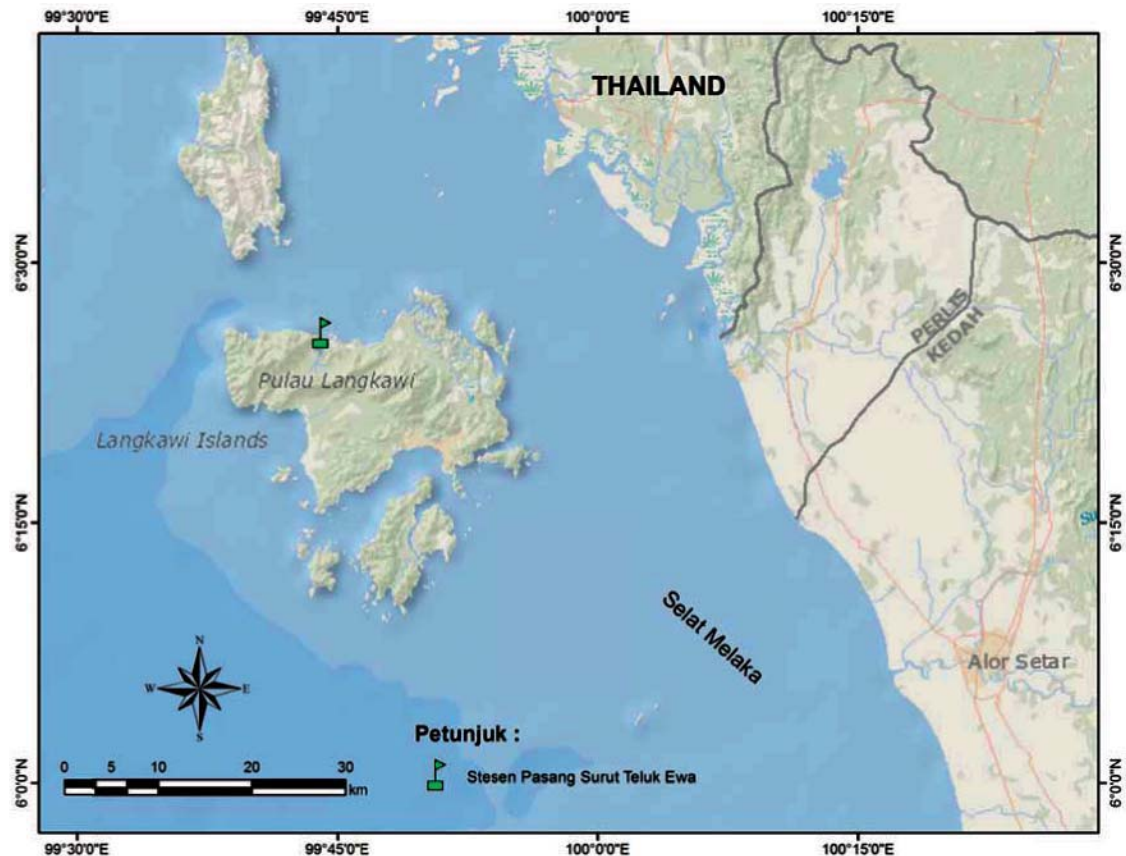 99°30'0"E
99°45'0"E
100°0'0"E
100°15'0"E
THAILAND
6°30'0"N
6°30'0"N
PERLIS
KEDAH
Pulau Langkawi
Langkawi Islands
6°15'0"N
6°15'0"N
Selat Melaka
Alor Setar
N
W
E
S
Petunjuk :
Stesen Pasang Surut Teluk Ewa
0 5 10 20 30
km
6°0'0"N
6°0'0"N
99°30'0"E
99°45'0"E
100°0'0"E
100°15'0"E